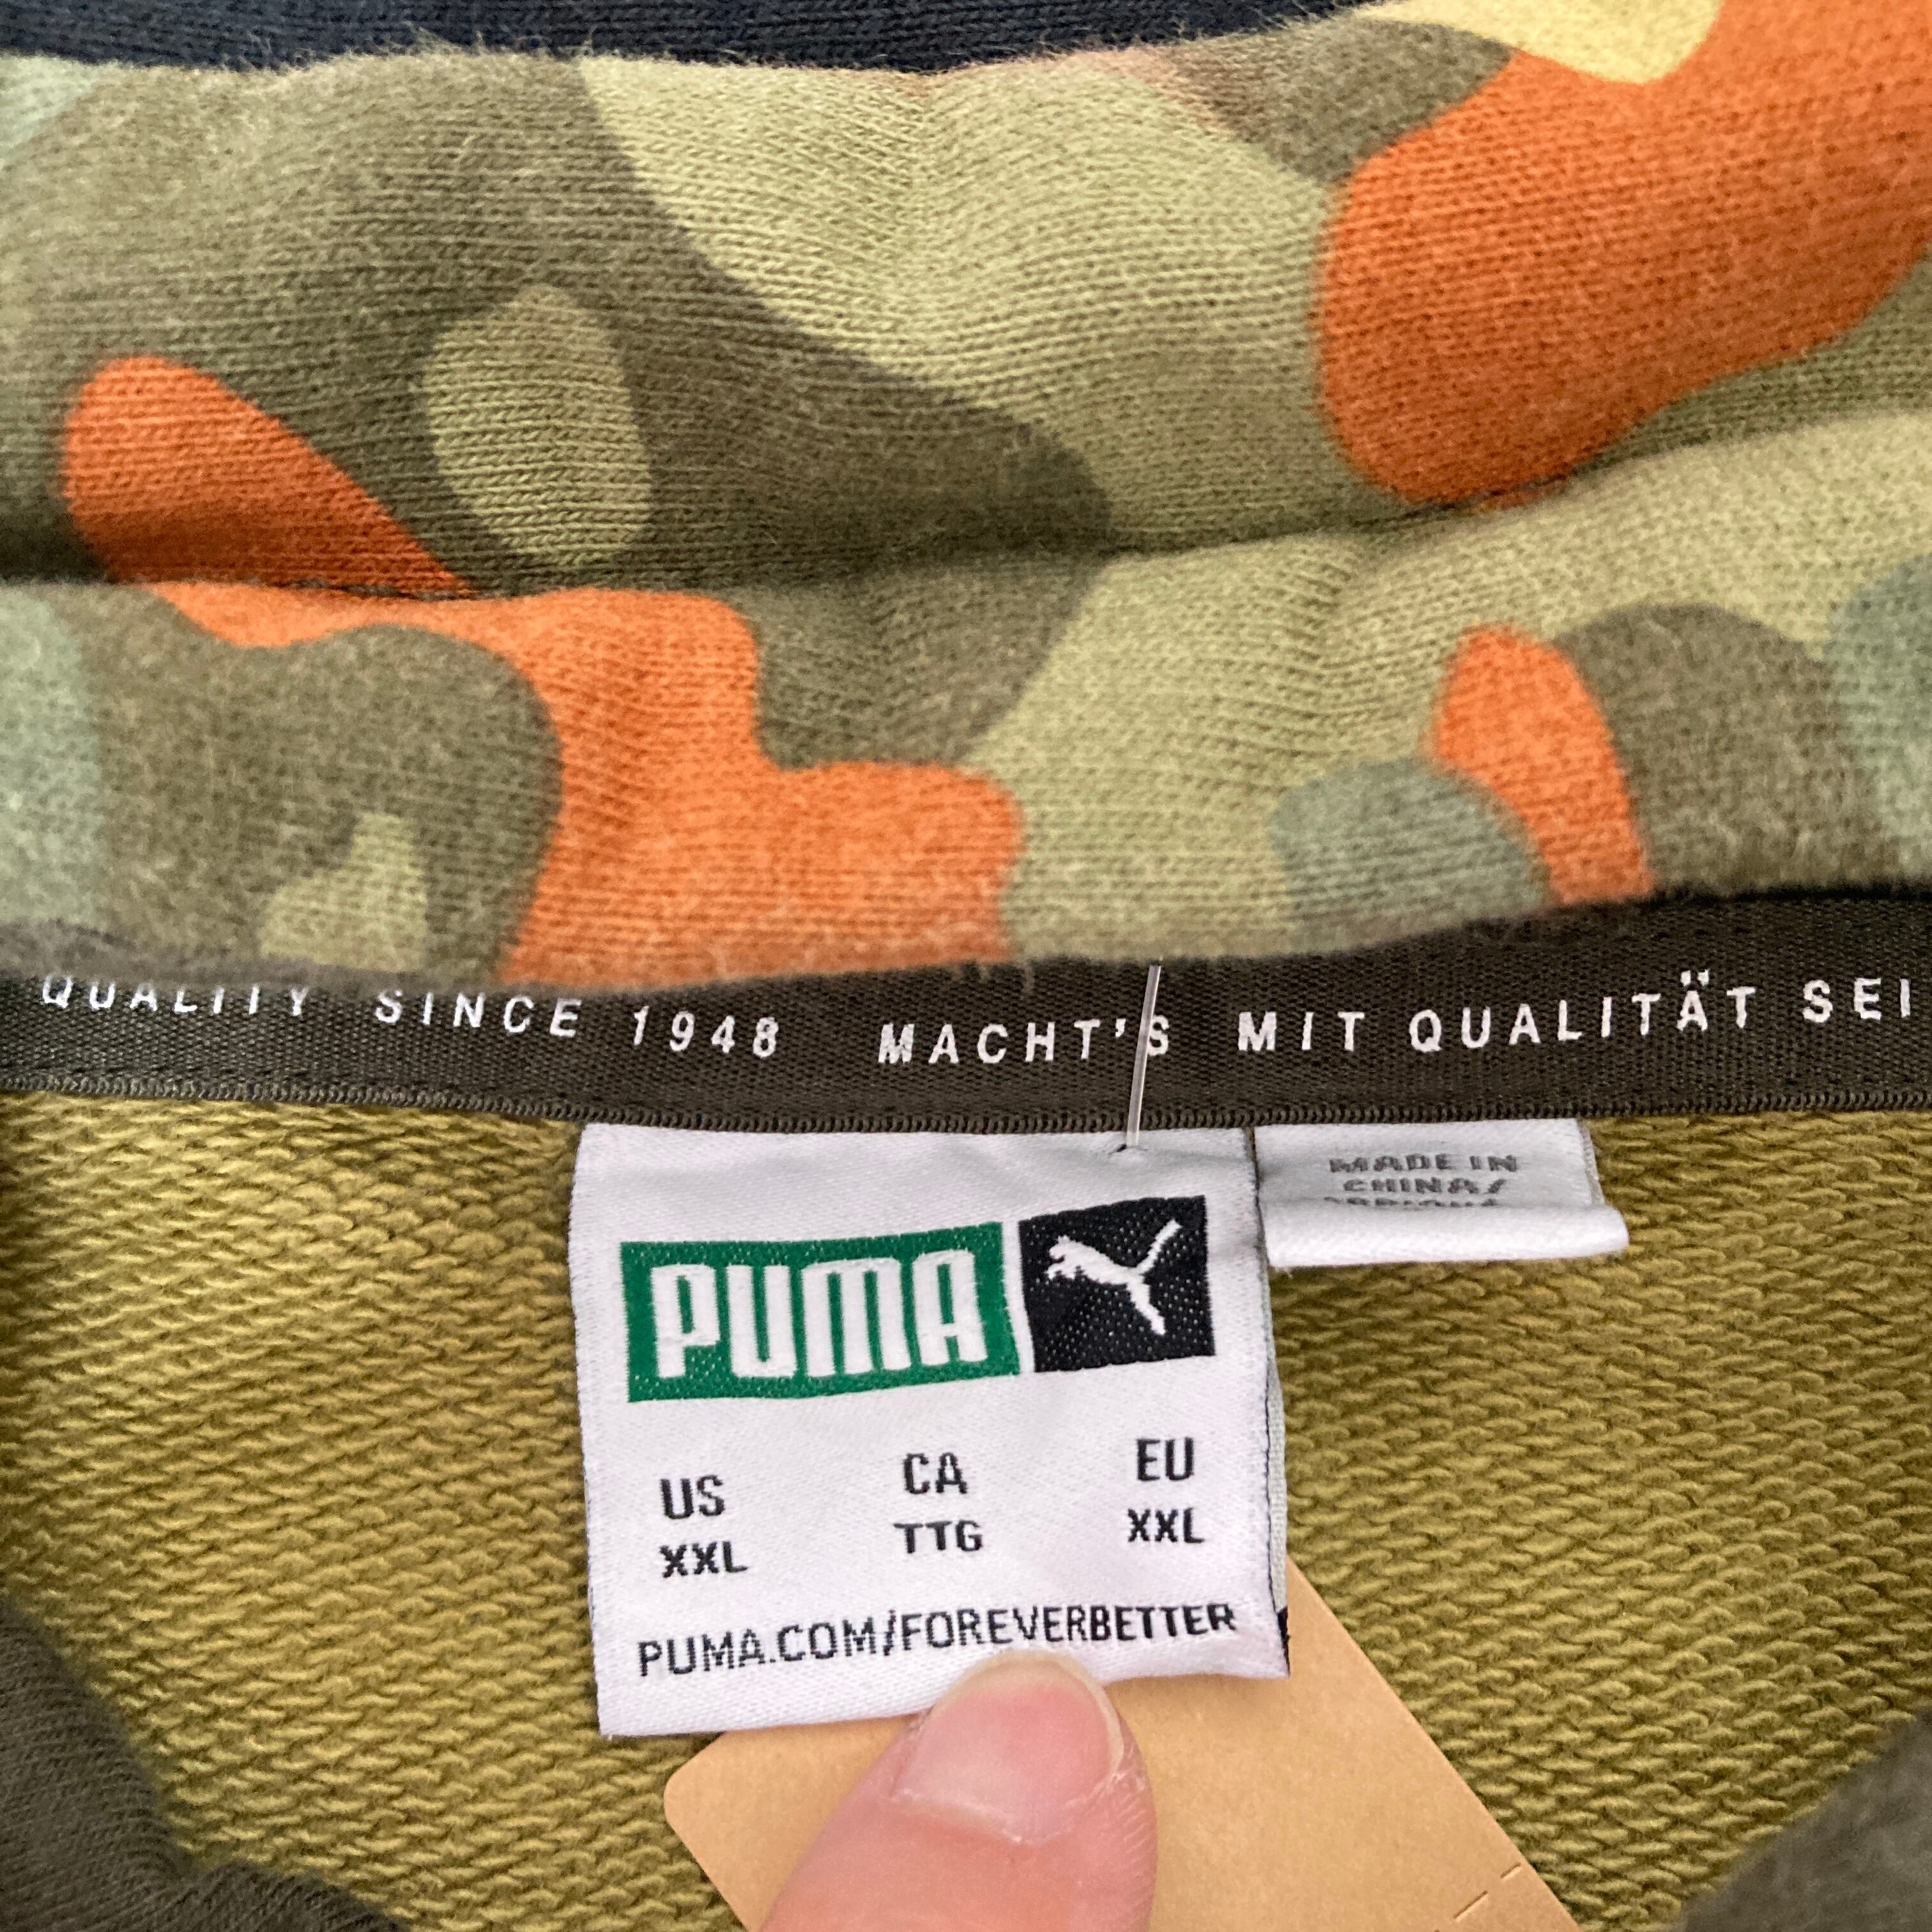 QUALITY SINCE 1948 MACHT'S MIT QUALITÄT SEI
MADE IN
CHINA/
PUMA
US CA EU
XXL TTG XXL
PUMA.COM/FOREVERBETTER